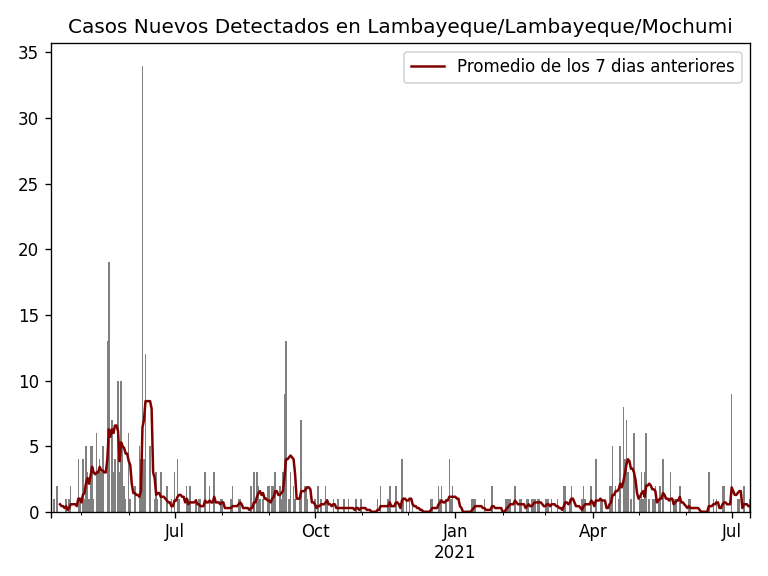 Casos Nuevos Detectados en Lambayeque/Lambayeque/Mochumi
Promedio de los 7 dias anteriores
35
30
25
20
15
10
5
0
Jul
Oct
Jan
2021
Apr
Jul